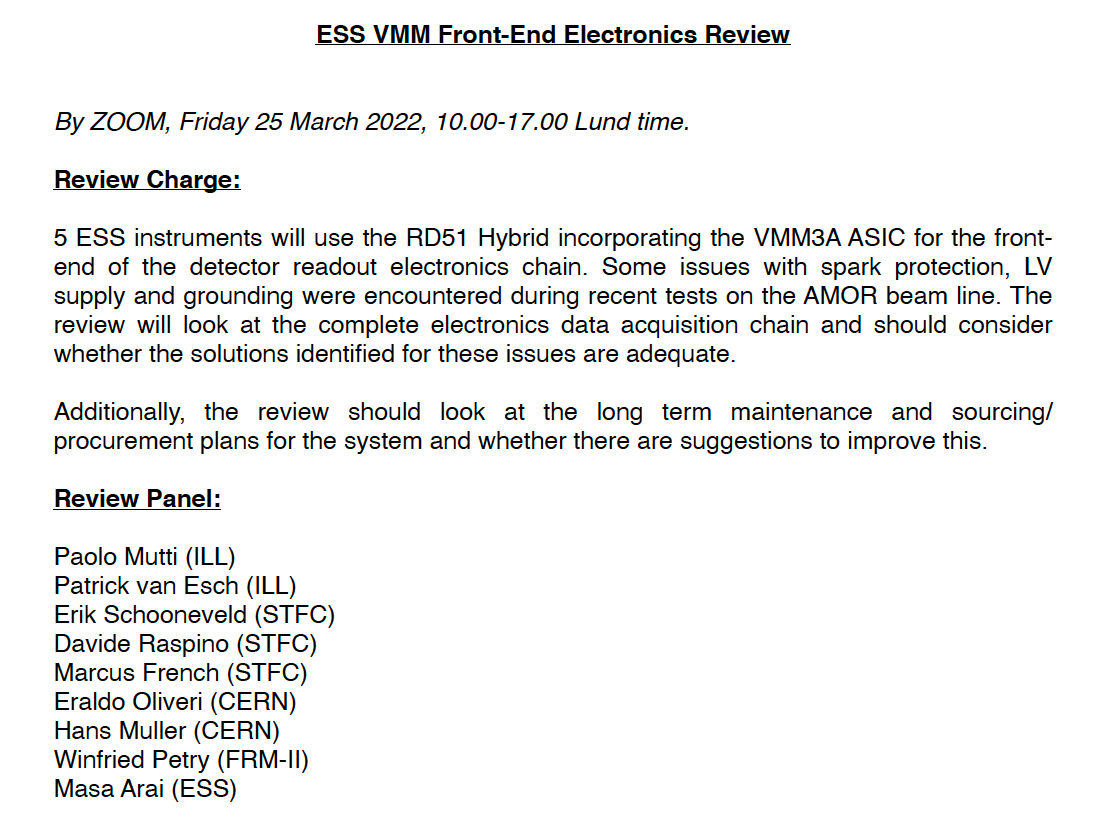 ESS VMM Front-End Electronics Review
By ZOOM, Friday 25 March 2022, 10.00-17.00 Lund time.
Review Charge:
5 ESS instruments will use the RD51 Hybrid incorporating the VMM3A ASIC for the front-
end of the detector readout electronics chain. Some issues with spark protection, LV
supply and grounding were encountered during recent tests on the AMOR beam line. The
review will look at the complete electronics data acquisition chain and should consider
whether the solutions identified for these issues are adequate.
Additionally, the review should look at the long term maintenance and sourcing/
procurement plans for the system and whether there are suggestions to improve this.
Review Panel:
Paolo Mutti (ILL)
Patrick van Esch (ILL)
Erik Schooneveld (STFC)
Davide Raspino (STFC)
Marcus French (STFC)
Eraldo Oliveri (CERN)
Hans Muller (CERN)
Winfried Petry (FRM-II)
Masa Arai (ESS)